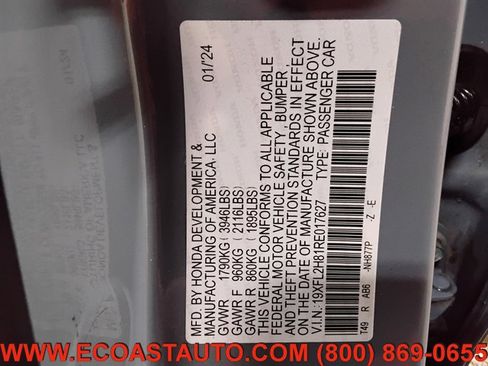 MFD. BY HONDA DEVELOPMENT &
MANUFACTURING OF AMERICA, LLC 01/24
GVWR 1790KG ( 3946LBS)
GAWR F 960KG ( 2116LBS)
GAWR R 860KG ( 1895LBS)
THIS VEHICLE CONFORMS TO ALL APPLICABLE
FEDERAL MOTOR VEHICLE SAFETY, BUMPER,
AND THEFT PREVENTION STANDARDS IN EFFECT
ON THE DATE OF MANUFACTURE SHOWN ABOVE.
V.I.N.: 19XFL2H81RE017627 TYPE: PASSENGER CAR
T49 R AB6 -NH877P -Z -E
WWW.ECOASTAUTO.COM (800) 869-0655